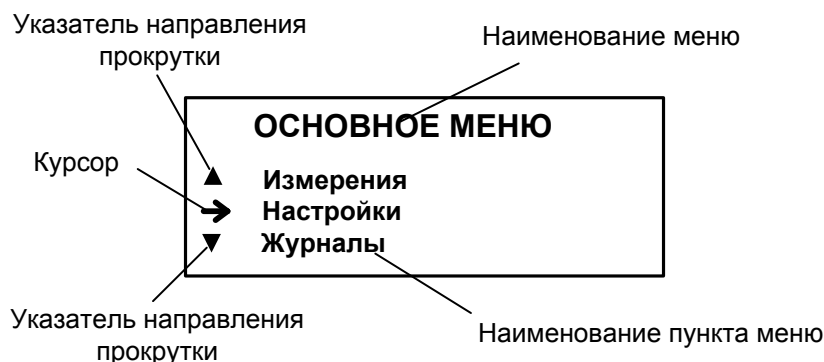 Указатель направления
прокрутки
Наименование меню
ОСНОВНОЕ МЕНЮ
Курсор
Измерения
Настройки
Журналы
Указатель направления
прокрутки
Наименование пункта меню